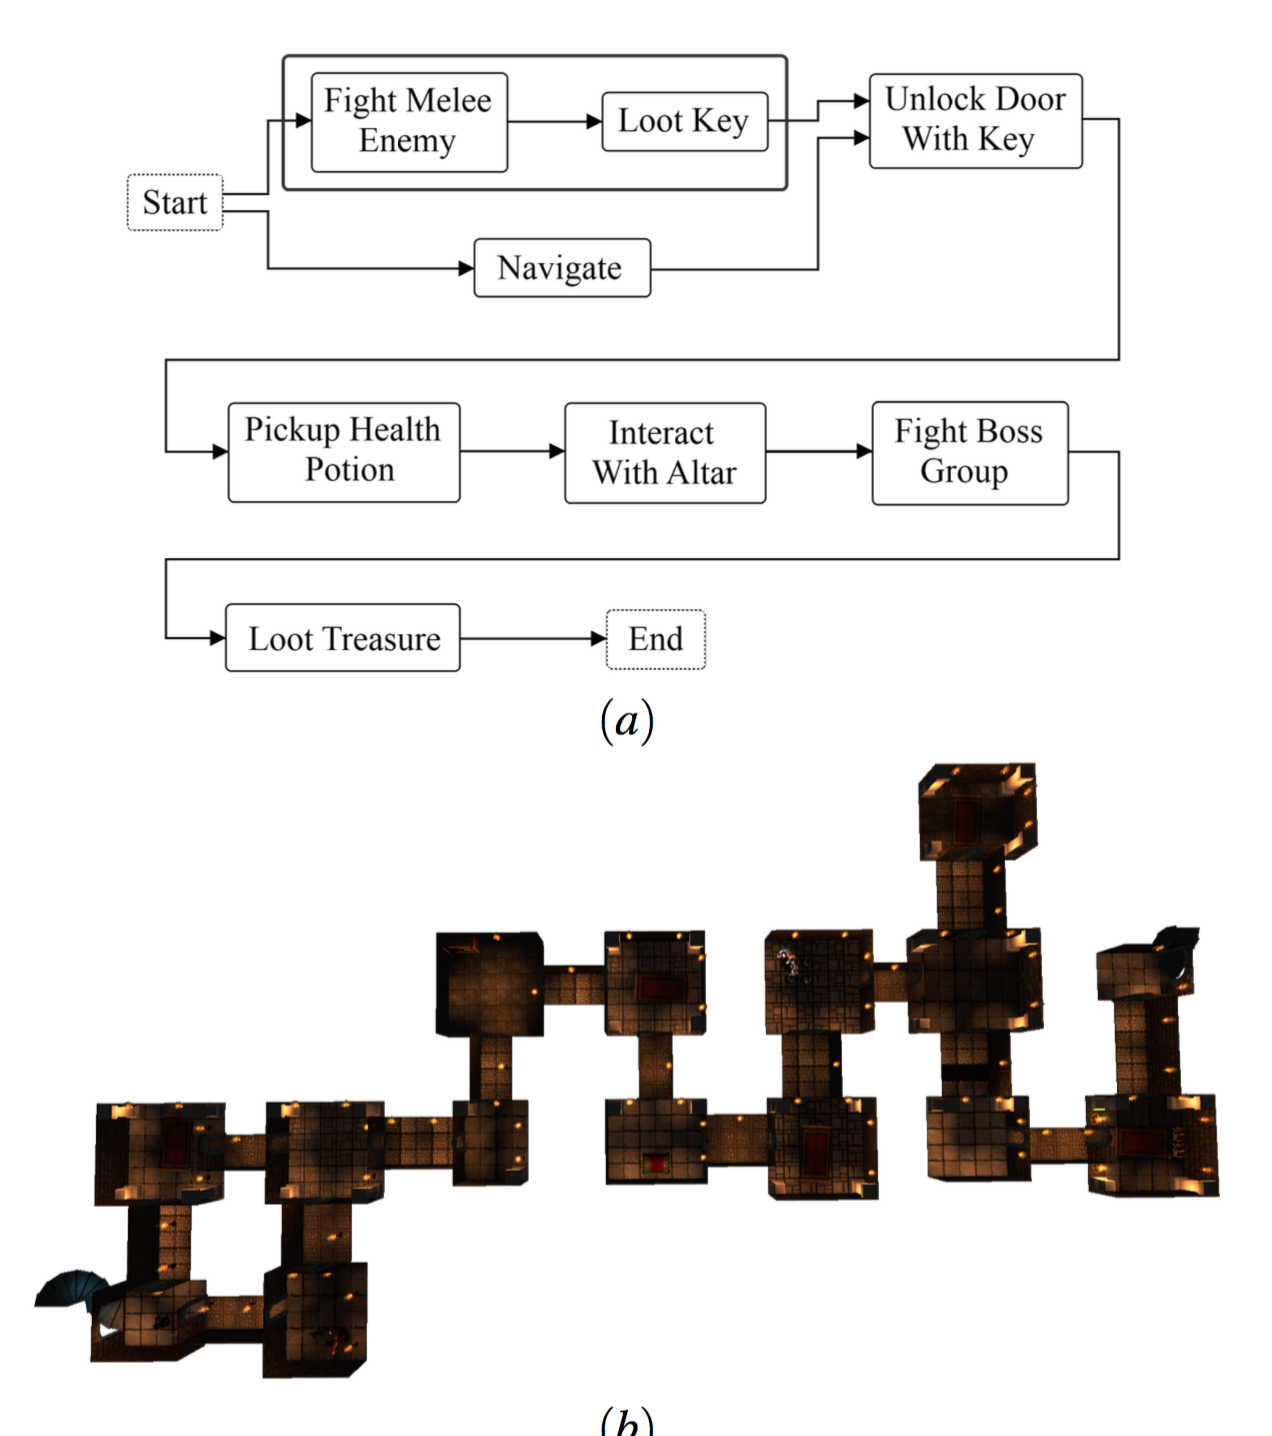 Fight Melee
Enemy
Loot Key
Unlock Door
With Key
Start
Navigate
Pickup Health
Potion
Interact
With Altar
Fight Boss
Group
Loot Treasure
End
(a)
(b)